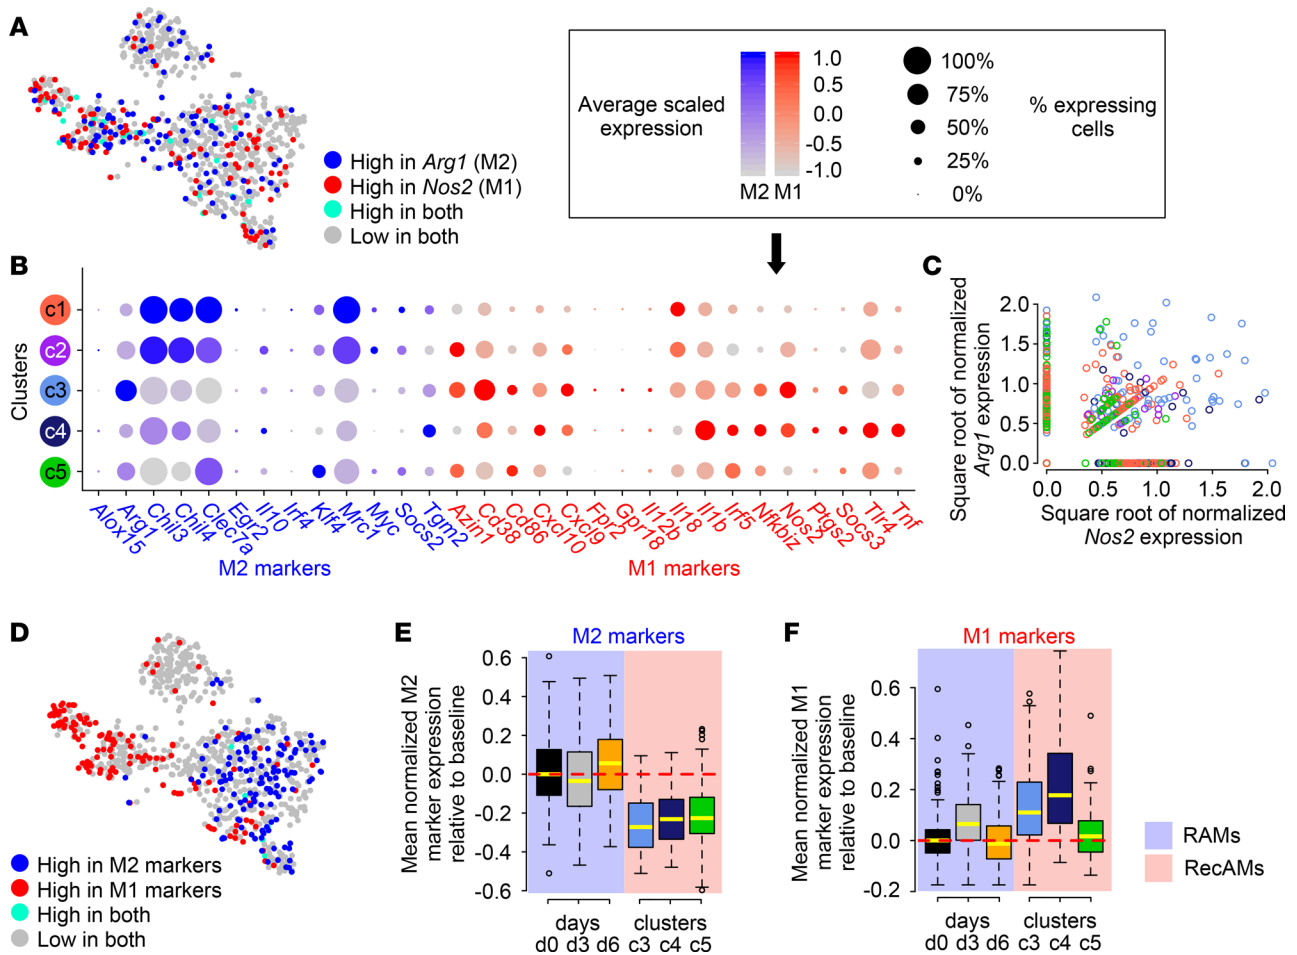 A
High in Arg1 (M2)
High in Nos2 (M1)
High in both
Low in both
Average scaled
expression
1.0
0.5
0.0
-0.5
-1.0
M2 M1
100%
75%
50%
25%
0%
% expressing
cells
B
Clusters
c1
c2
c3
c4
c5
Alox15
Arg1
Chil3
Chil4
Clec7a
Egr2
Il10
Irf4
Klf4
Mrc1
Myc
Socs2
Tgm2
Azin1
Cd38
Cd86
Cxcl10
Cxcl9
Fpr2
Gpr18
Il12b
Il18
Il1b
Irf5
Nfkbiz
Nos2
Ptgs2
Socs3
Tlr4
Tnf
M2 markers
M1 markers
C
Square root of normalized
Arg1 expression
2.0
1.5
1.0
0.5
0.0
0.0 0.5 1.0 1.5 2.0
Square root of normalized
Nos2 expression
D
High in M2 markers
High in M1 markers
High in both
Low in both
E
M2 markers
Mean normalized M2
marker expression
relative to baseline
0.6
0.4
0.2
0.0
-0.2
-0.4
-0.6
days
d0 d3 d6
clusters
c3 c4 c5
F
M1 markers
Mean normalized M1
marker expression
relative to baseline
0.6
0.4
0.2
0.0
-0.2
days
d0 d3 d6
clusters
c3 c4 c5
RAMs
RecAMs